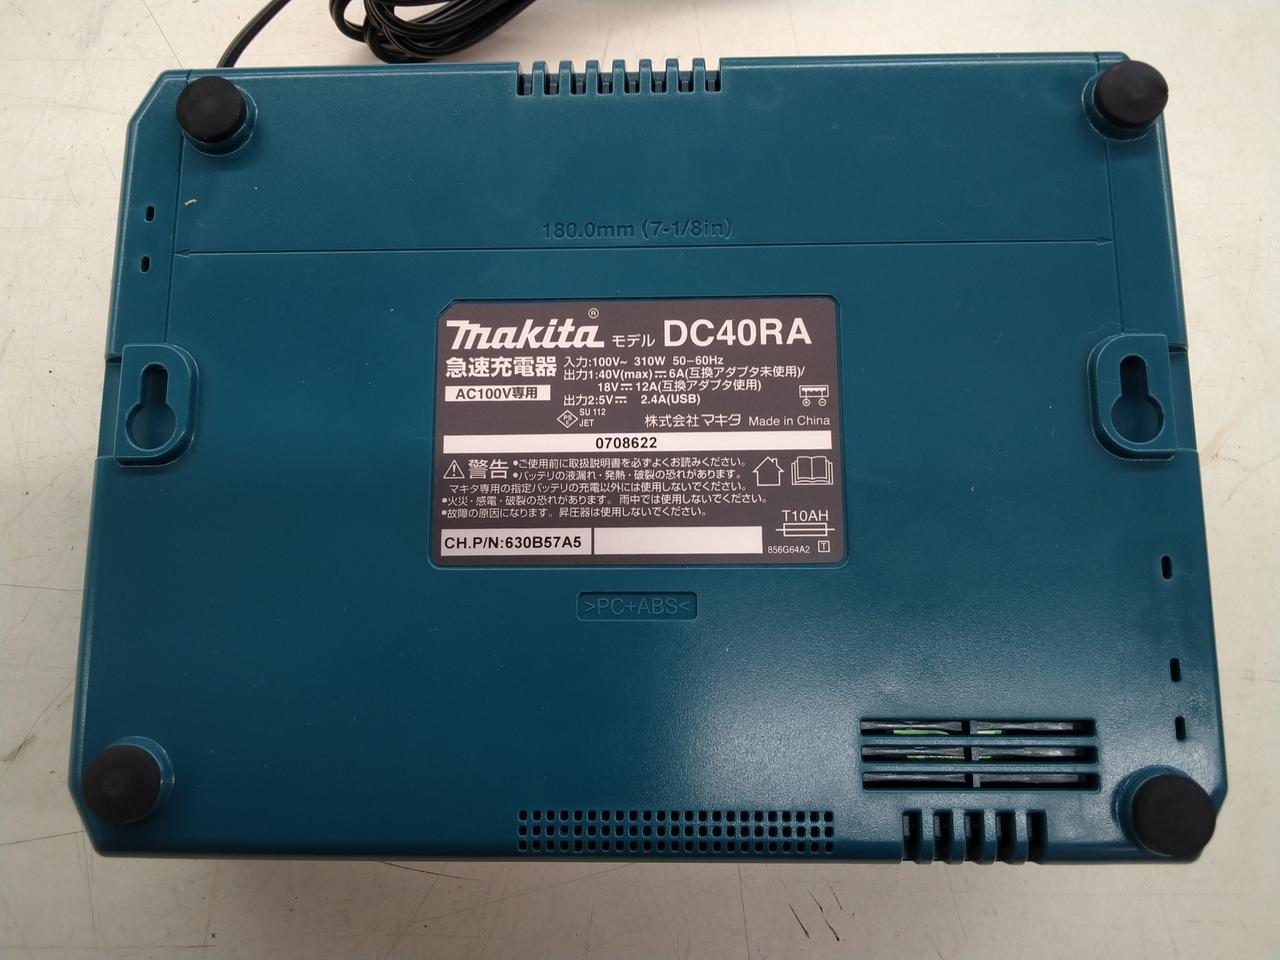 180.0mm (7-1/8in)
makita® モデル DC40RA
急速充電器
AC100V専用
入力:100V~ 310W 50-60Hz
出力1:40V(max)⎓6A(互換アダプタ未使用)/
18V⎓12A(互換アダプタ使用)
出力2:5V⎓ 2.4A(USB)
PS E SU 112
JET
株式会社 マキタ Made in China
0708622
⚠警告 •ご使用前に取扱説明書を必ずよくお読みください。
•バッテリの液漏れ・発熱・破裂の恐れがあります。
マキタ専用の指定バッテリの充電以外には使用しないでください。
•火災・感電・破裂の恐れがあります。雨中では使用しないでください。
•故障の原因になります。昇圧器は使用しないでください。
T10AH
CH.P/N:630B57A5
856G64A2 T
>PC+ABS<